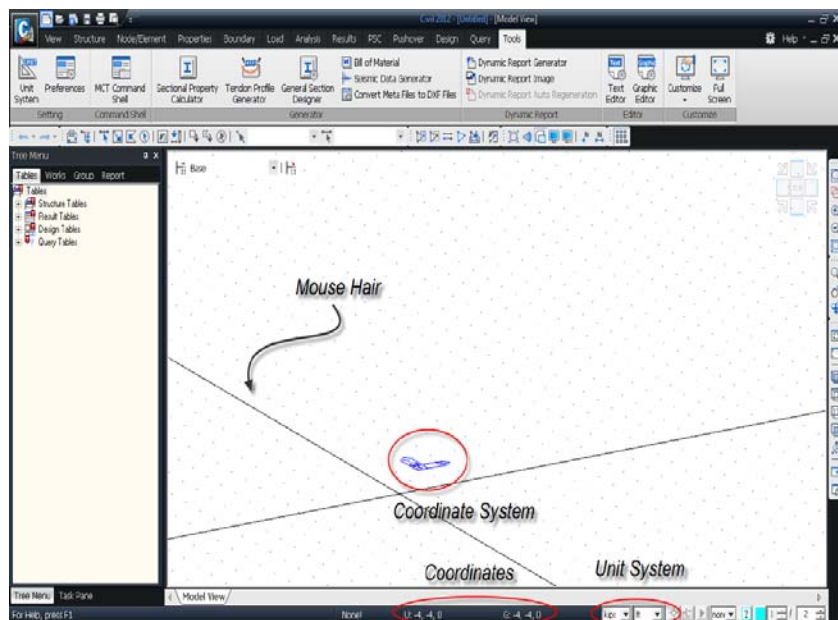 Civil 2012 - [Untitled] - [Model View]
View Structure Node/Element Properties Boundary Load Analysis Results PSC Pushover Design Query Tools Help
Unit System
Preferences
MCT Command Shell
Sectional Property Calculator
Tendon Profile Generator
General Section Designer
Bill of Material
Seismic Data Generator
Convert Meta Files to DXF Files
Dynamic Report Generator
Dynamic Report Image
Dynamic Report Auto Regeneration
Text Editor
Graphic Editor
Customize
Full Screen
Setting Command Shell Generator Dynamic Report Editor Customize
Tree Menu
Tables Works Group Report
Tables
Structure Tables
Result Tables
Design Tables
Query Tables
Base
Mouse Hair
Coordinate System
Coordinates
Unit System
Tree Menu Task Pane
Model View
For Help, press F1
None!
U: -4, -4, 0
G: -4, -4, 0
kips
ft
non
2
1 / 2